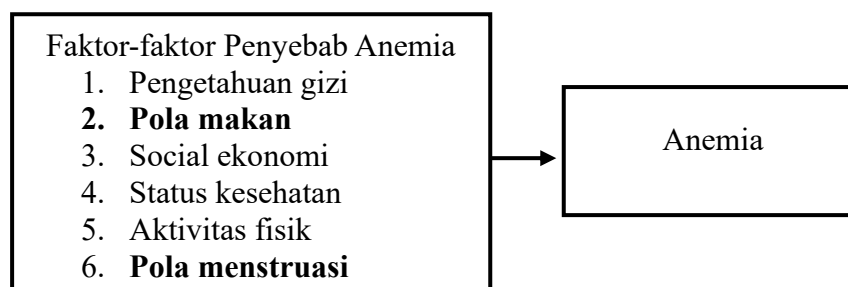 Faktor-faktor Penyebab Anemia
1. Pengetahuan gizi
2. Pola makan
3. Social ekonomi
4. Status kesehatan
5. Aktivitas fisik
6. Pola menstruasi
Anemia